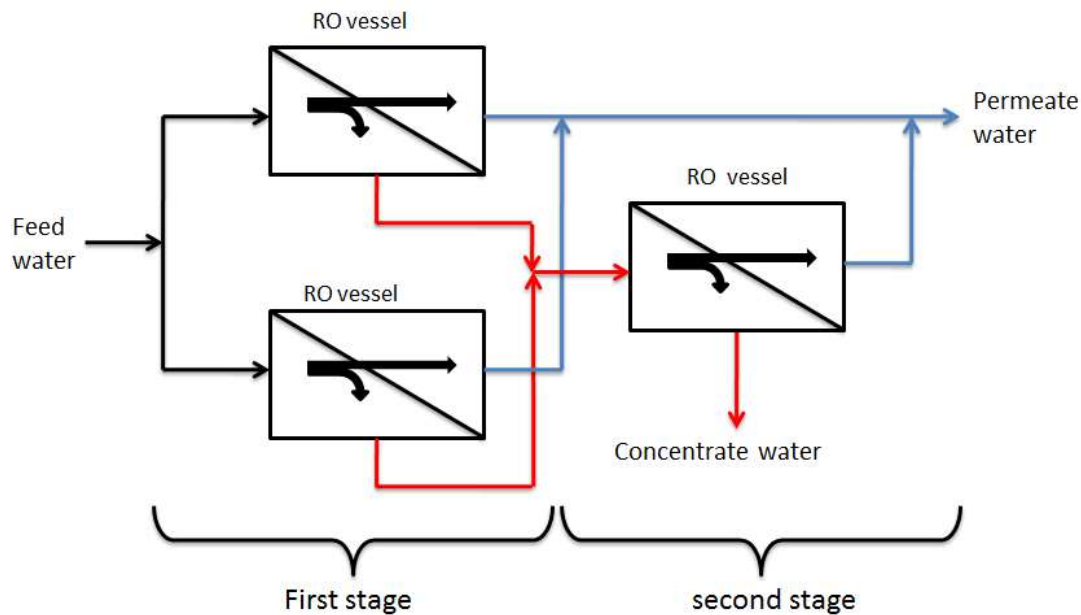 RO vessel
Permeate
water
RO vessel
Feed
water
RO vessel
Concentrate water
First stage
second stage